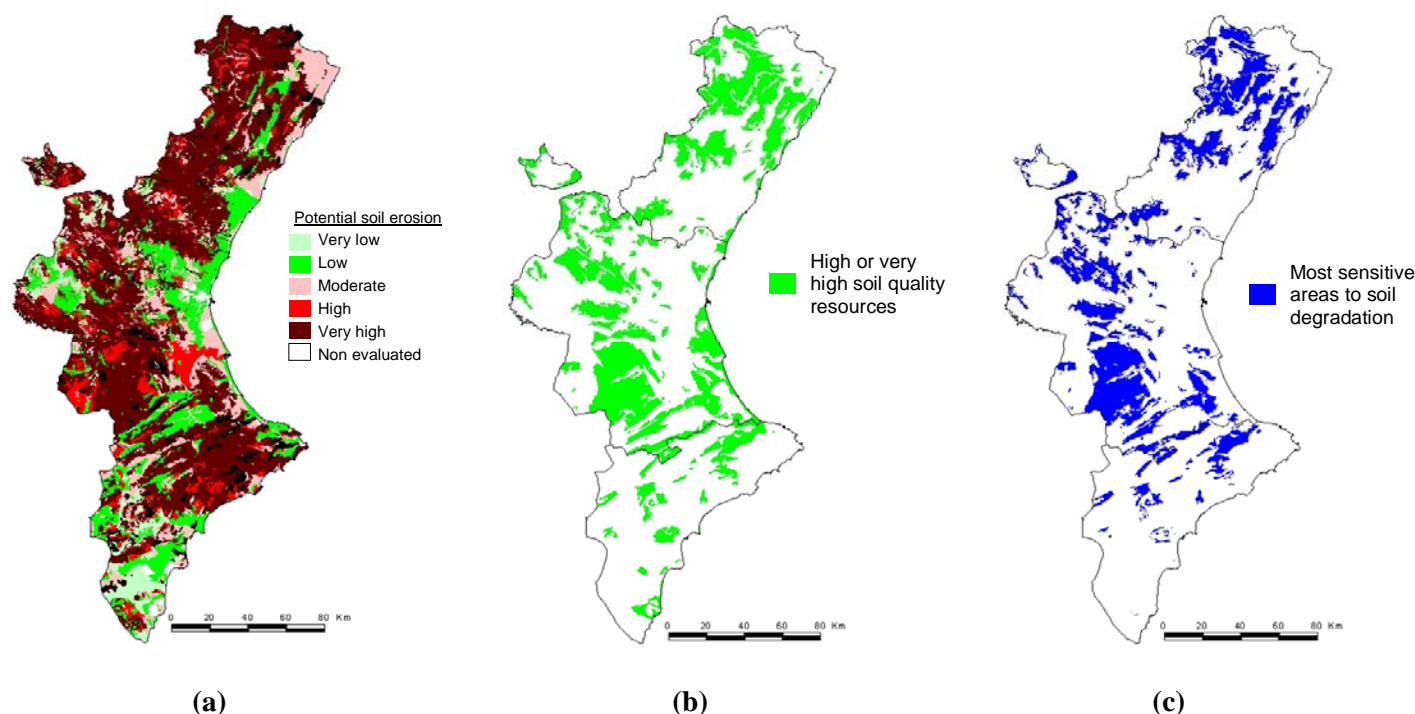 Potential soil erosion
Very low
Low
Moderate
High
Very high
Non evaluated
0 20 40 60 80 Km
(a)
High or very
high soil quality
resources
0 20 40 60 80 Km
(b)
Most sensitive
areas to soil
degradation
0 20 40 60 80 Km
(c)